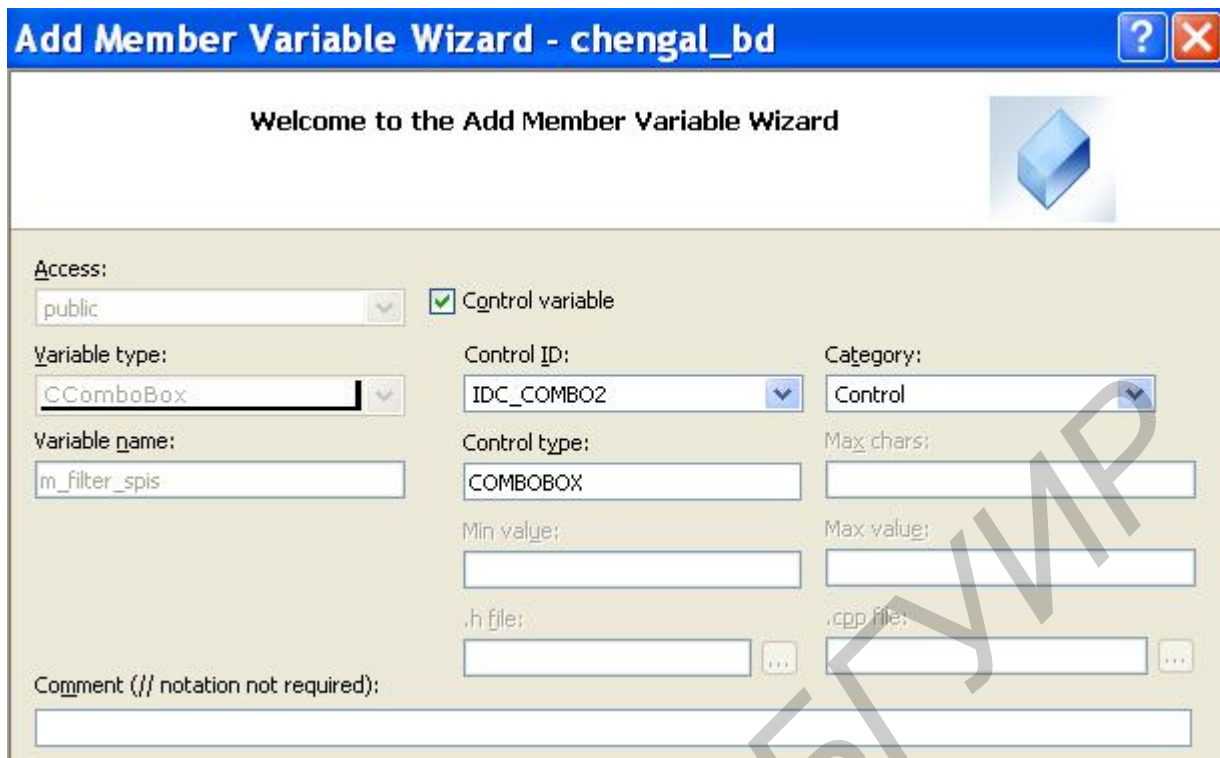 Add Member Variable Wizard - chengal_bd
Welcome to the Add Member Variable Wizard
Access:
public
Control variable
Variable type:
Control ID:
Category:
CComboBox
IDC_COMBO2
Control
Variable name:
Control type:
Max chars:
m_filter_spis
COMBOBOX
Min value:
Max value:
.h file:
.cpp file:
...
...
Comment (// notation not required):
БГУИР